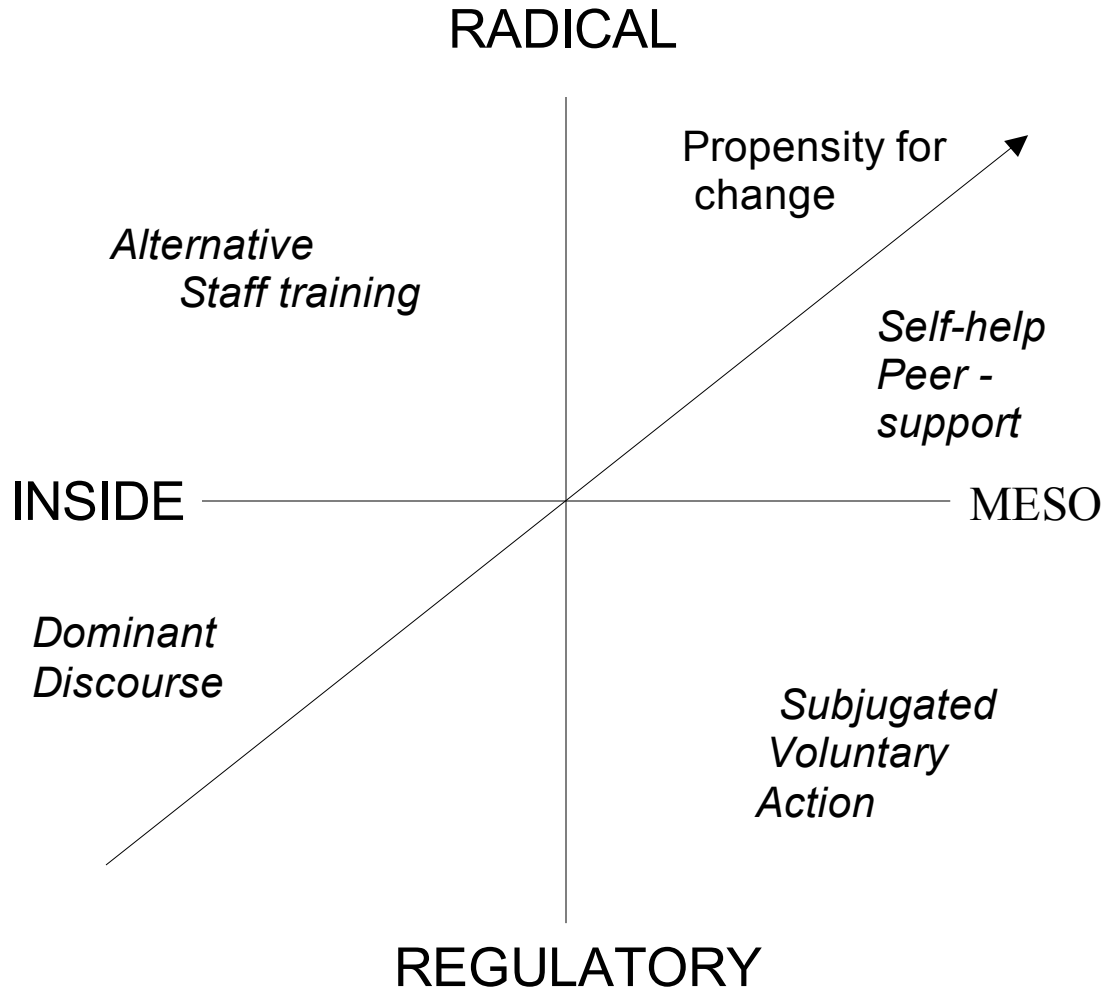 RADICAL
Propensity for
change
Alternative
Staff training
Self-help
Peer -
support
INSIDE
MESO
Dominant
Discourse
Subjugated
Voluntary
Action
REGULATORY